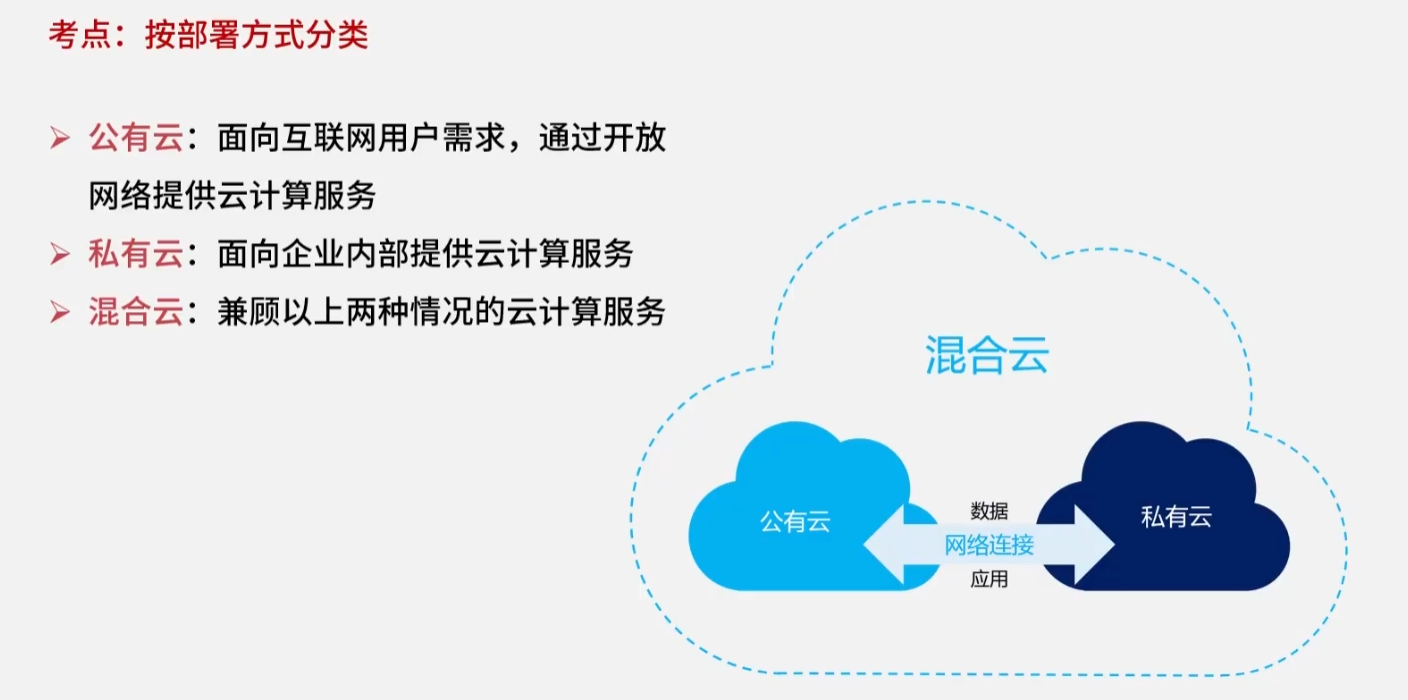 考点：按部署方式分类
公有云：面向互联网用户需求，通过开放
网络提供云计算服务
私有云：面向企业内部提供云计算服务
混合云：兼顾以上两种情况的云计算服务
混合云
公有云
数据
网络连接
应用
私有云